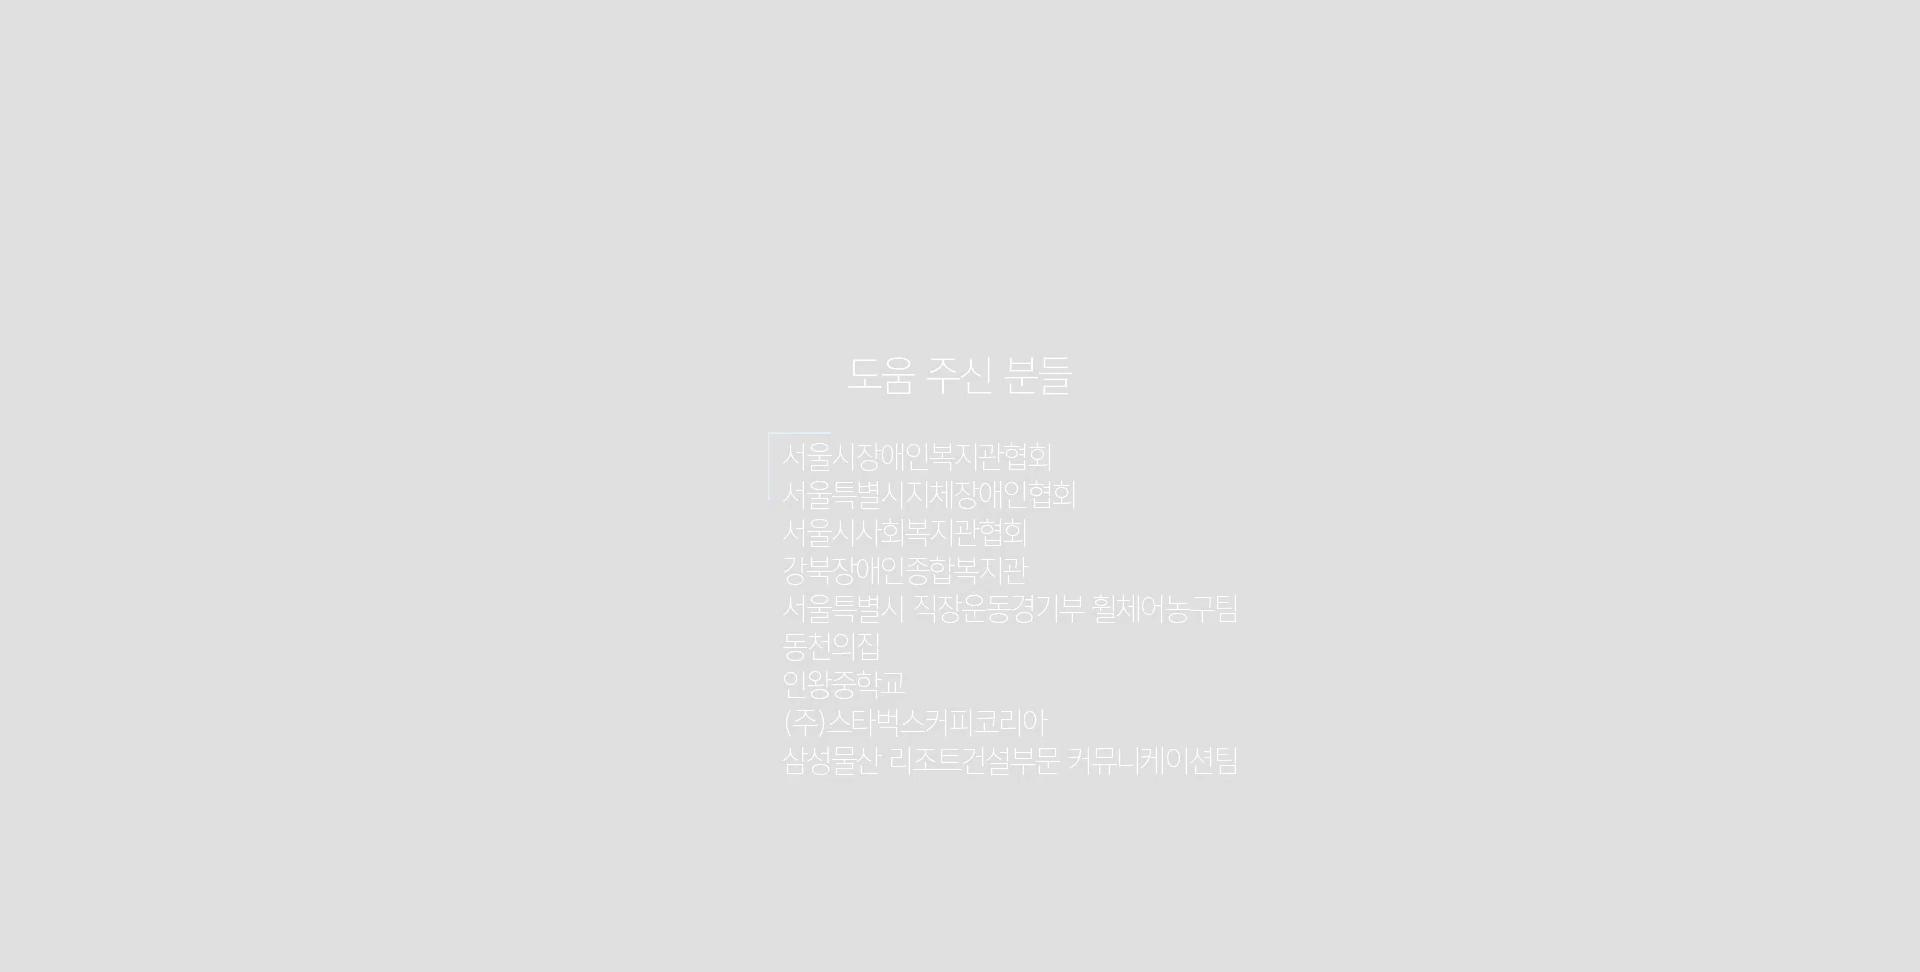 도움 주신 분들
서울시장애인복지관협회
서울특별시지체장애인협회
서울시사회복지관협회
강북장애인종합복지관
서울특별시 직장운동경기부 휠체어농구팀
동천의집
인왕중학교
(주)스타벅스커피코리아
삼성물산 리조트건설부문 커뮤니케이션팀